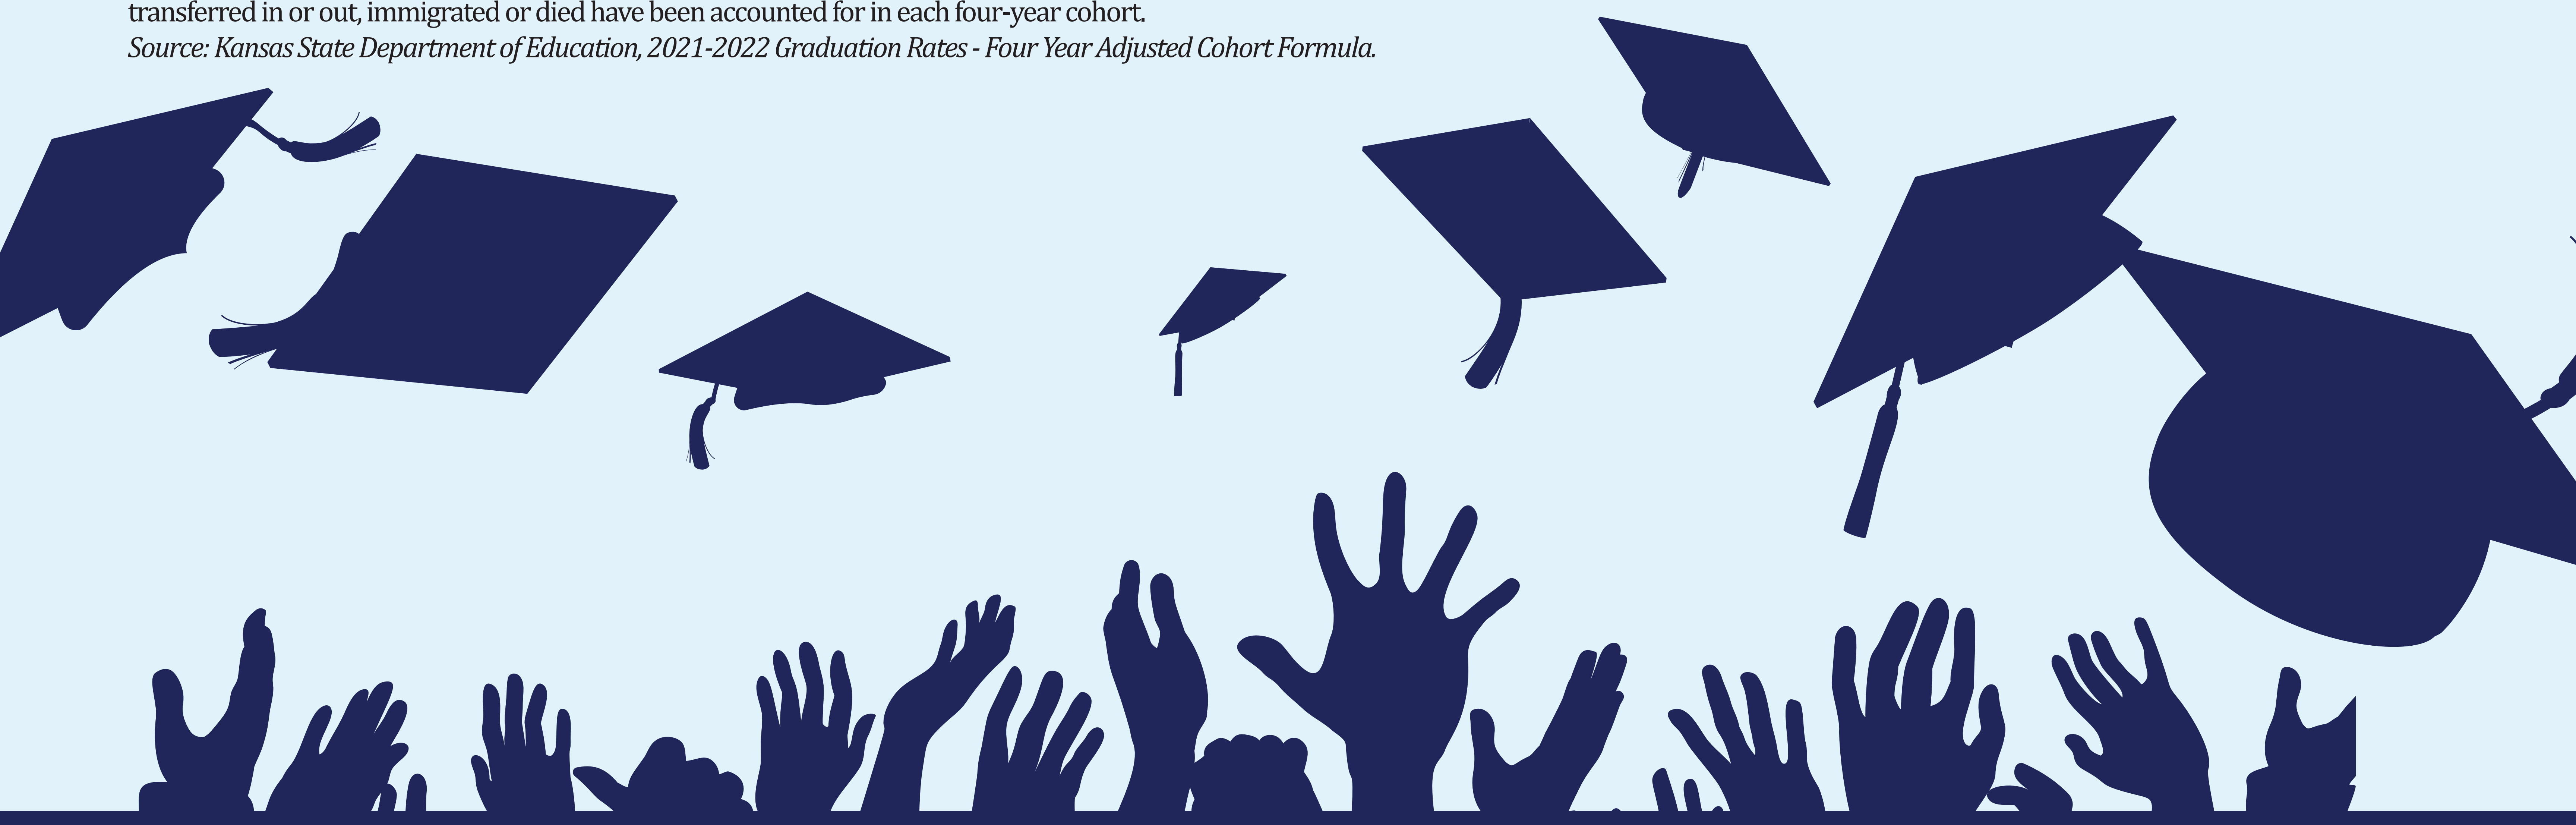 transferred in or out, immigrated or died have been accounted for in each four-year cohort.
Source: Kansas State Department of Education, 2021-2022 Graduation Rates - Four Year Adjusted Cohort Formula.